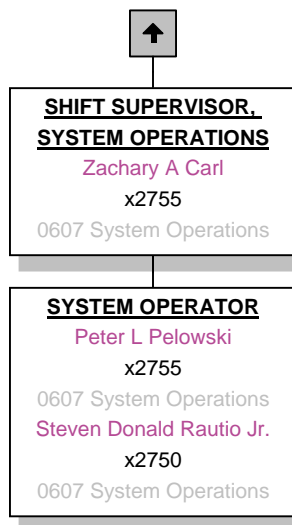 SHIFT SUPERVISOR,
SYSTEM OPERATIONS
Zachary A Carl
x2755
0607 System Operations
SYSTEM OPERATOR
Peter L Pelowski
x2755
0607 System Operations
Steven Donald Rautio Jr.
x2750
0607 System Operations